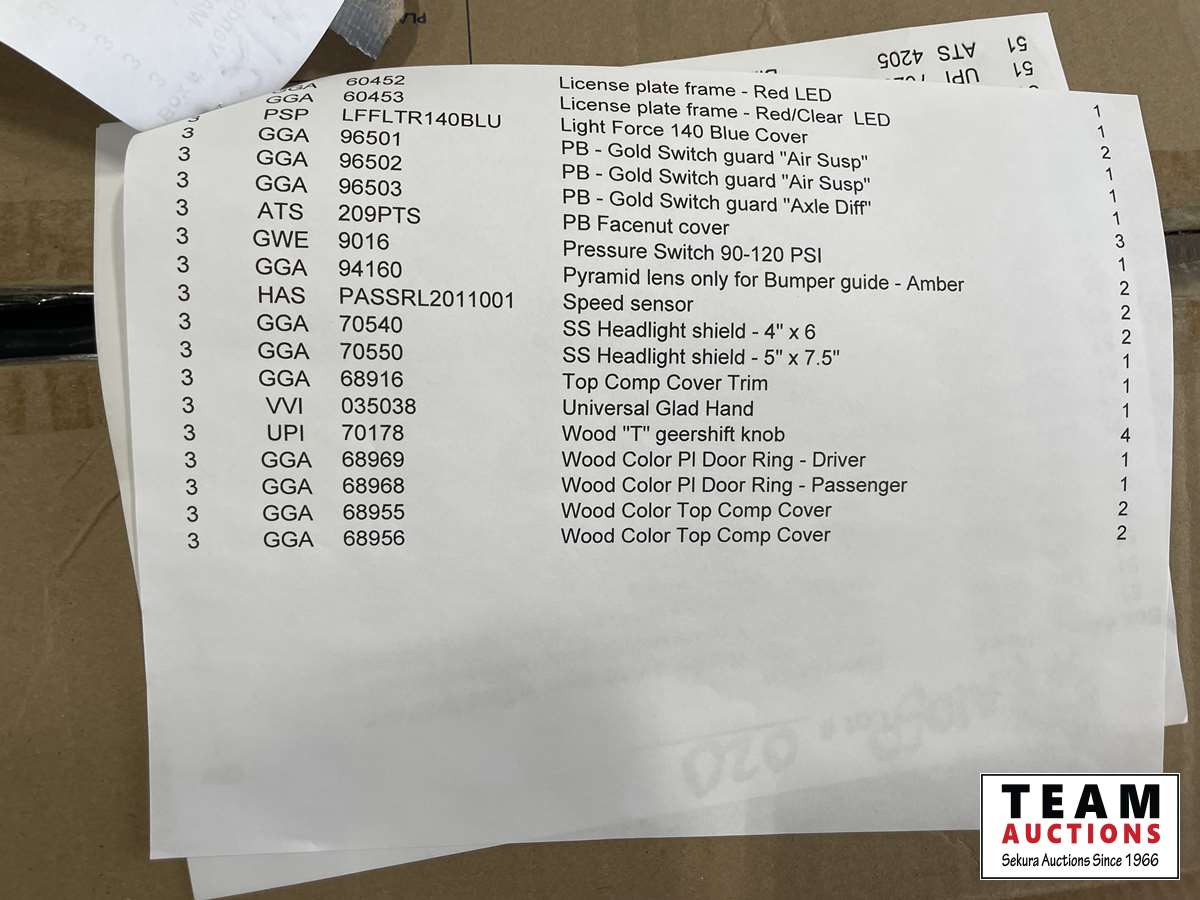 GGA 60452 License plate frame - Red LED 1
GGA 60453 License plate frame - Red/Clear LED 1
3 PSP LFFLTR140BLU Light Force 140 Blue Cover 2
3 GGA 96501 PB - Gold Switch guard "Air Susp" 1
3 GGA 96502 PB - Gold Switch guard "Air Susp" 1
3 GGA 96503 PB - Gold Switch guard "Axle Diff" 1
3 ATS 209PTS PB Facenut cover 3
3 GWE 9016 Pressure Switch 90-120 PSI 1
3 GGA 94160 Pyramid lens only for Bumper guide - Amber 2
3 HAS PASSRL2011001 Speed sensor 2
3 GGA 70540 SS Headlight shield - 4" x 6 2
3 GGA 70550 SS Headlight shield - 5" x 7.5" 1
3 GGA 68916 Top Comp Cover Trim 1
3 VVI 035038 Universal Glad Hand 1
3 UPI 70178 Wood "T" geershift knob 4
3 GGA 68969 Wood Color Pl Door Ring - Driver 1
3 GGA 68968 Wood Color Pl Door Ring - Passenger 1
3 GGA 68955 Wood Color Top Comp Cover 2
3 GGA 68956 Wood Color Top Comp Cover 2
51 ATS 4205
51 UPI
Box #
3
3
3
020
TEAM
AUCTIONS
Sekura Auctions Since 1966